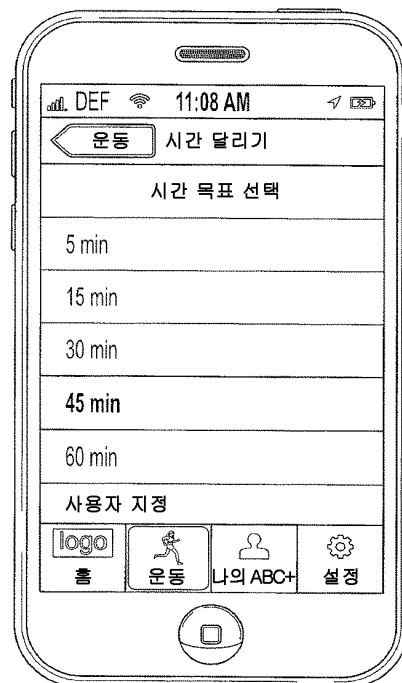 DEF 11:08 AM
운동 시간 달리기
시간 목표 선택
5 min
15 min
30 min
45 min
60 min
사용자 지정
logo
홈 운동 나의 ABC+ 설정